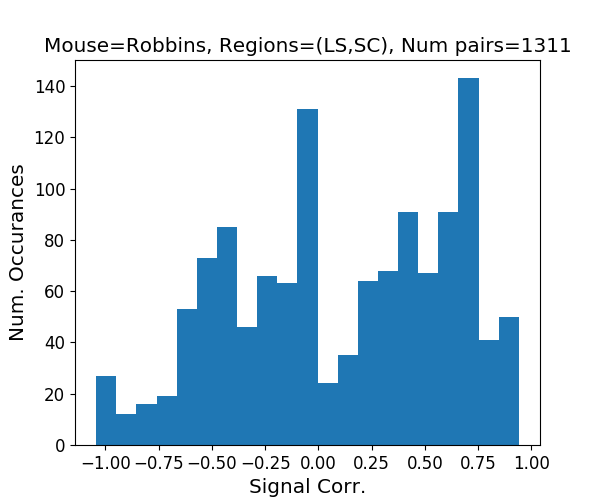 Mouse=Robbins, Regions=(LS,SC), Num pairs=1311
140
120
100
80
60
40
20
0
Num. Occurances
−1.00 −0.75 −0.50 −0.25 0.00 0.25 0.50 0.75 1.00
Signal Corr.